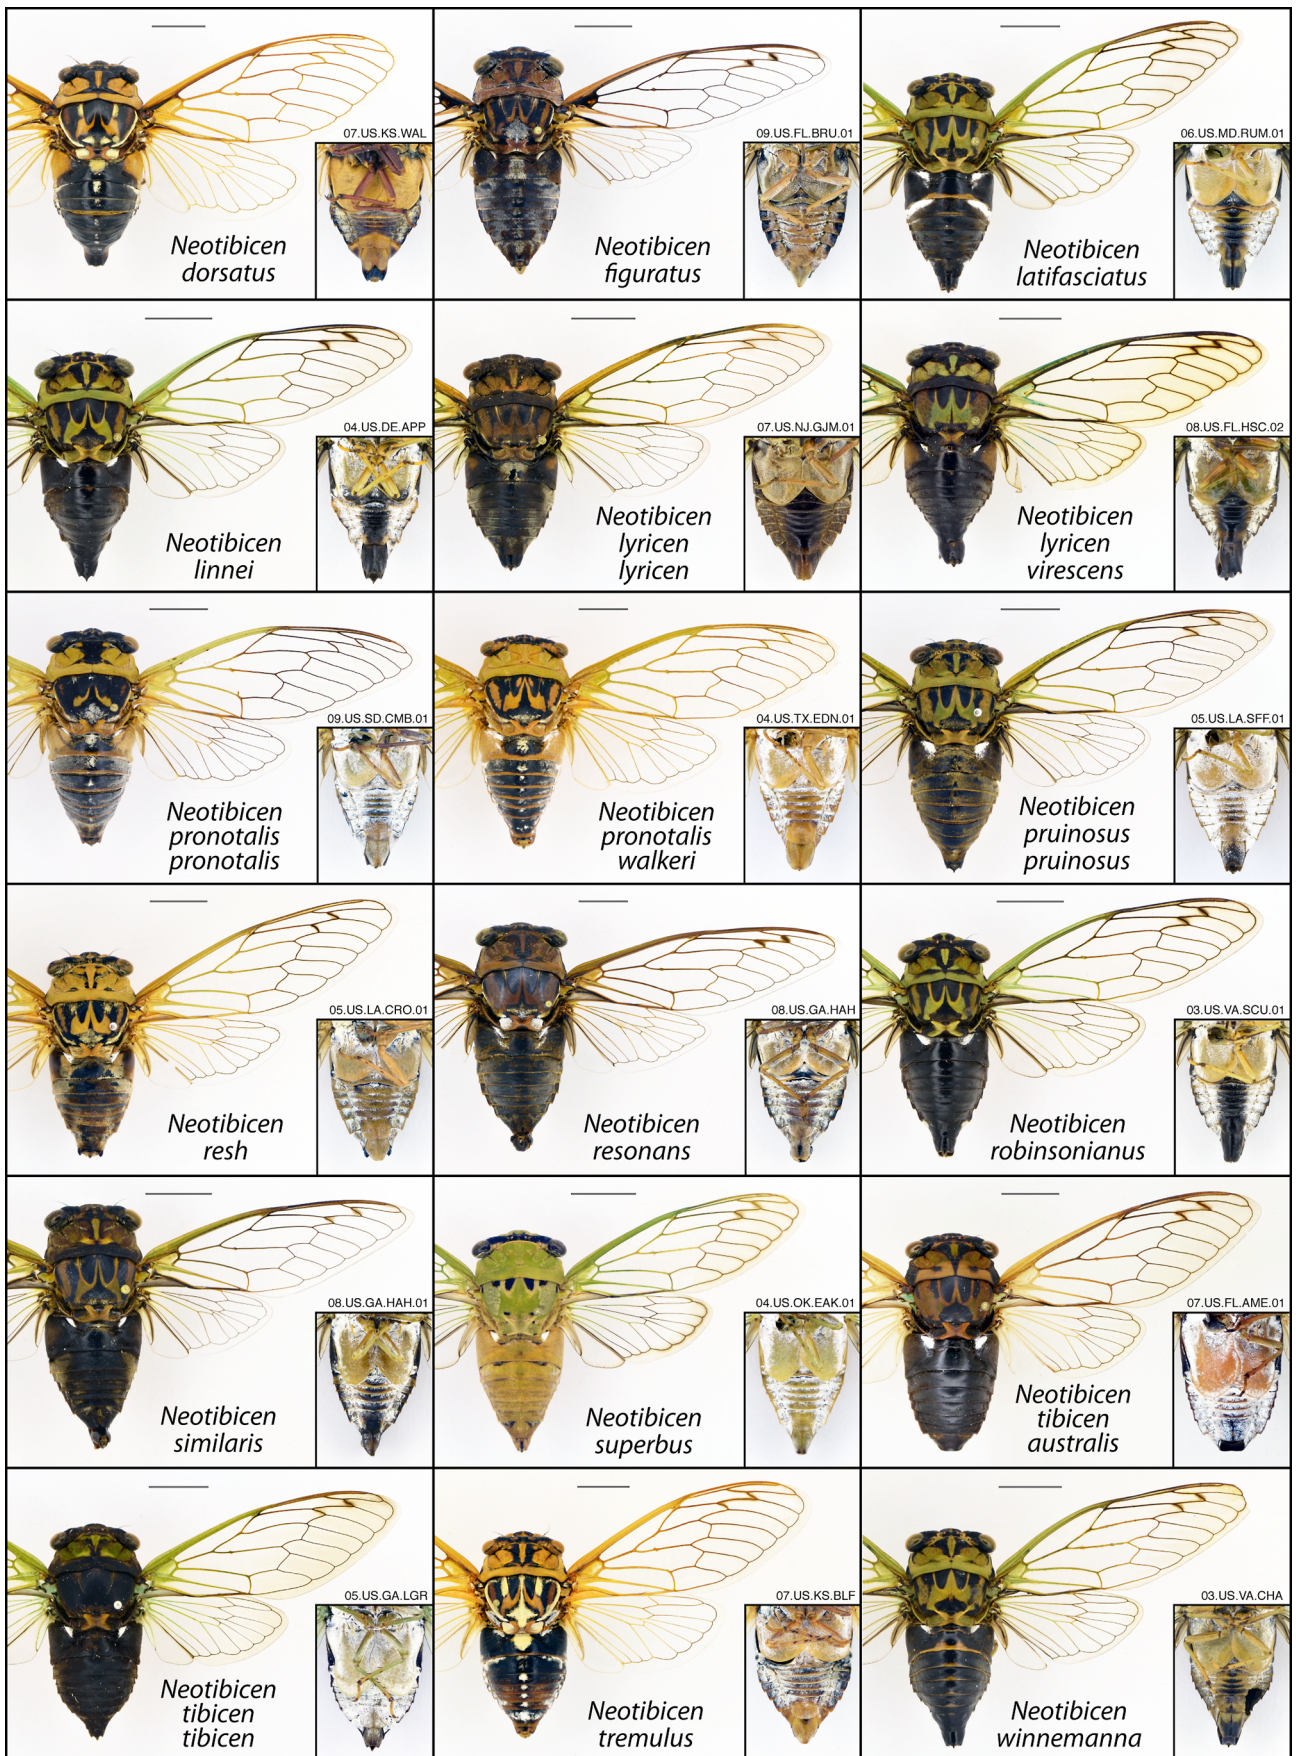 07.US.KS.WAL
Neotibicen
dorsatus
09.US.FL.BRU.01
Neotibicen
figuratus
06.US.MD.RUM.01
Neotibicen
latifasciatus
04.US.DE.APP
Neotibicen
linnei
07.US.NJ.GJM.01
Neotibicen
lyricen
lyricen
08.US.FL.HSC.02
Neotibicen
lyricen
virescens
09.US.SD.CMB.01
Neotibicen
pronotalis
pronotalis
04.US.TX.EDN.01
Neotibicen
pronotalis
walkeri
05.US.LA.SFF.01
Neotibicen
pruinosus
pruinosus
05.US.LA.CRO.01
Neotibicen
resh
08.US.GA.HAH
Neotibicen
resonans
03.US.VA.SCU.01
Neotibicen
robinsonianus
08.US.GA.HAH.01
Neotibicen
similaris
04.US.OK.EAK.01
Neotibicen
superbus
07.US.FL.AME.01
Neotibicen
tibicen
australis
05.US.GA.LGR
Neotibicen
tibicen
tibicen
07.US.KS.BLF
Neotibicen
tremulus
03.US.VA.CHA
Neotibicen
winnemanna